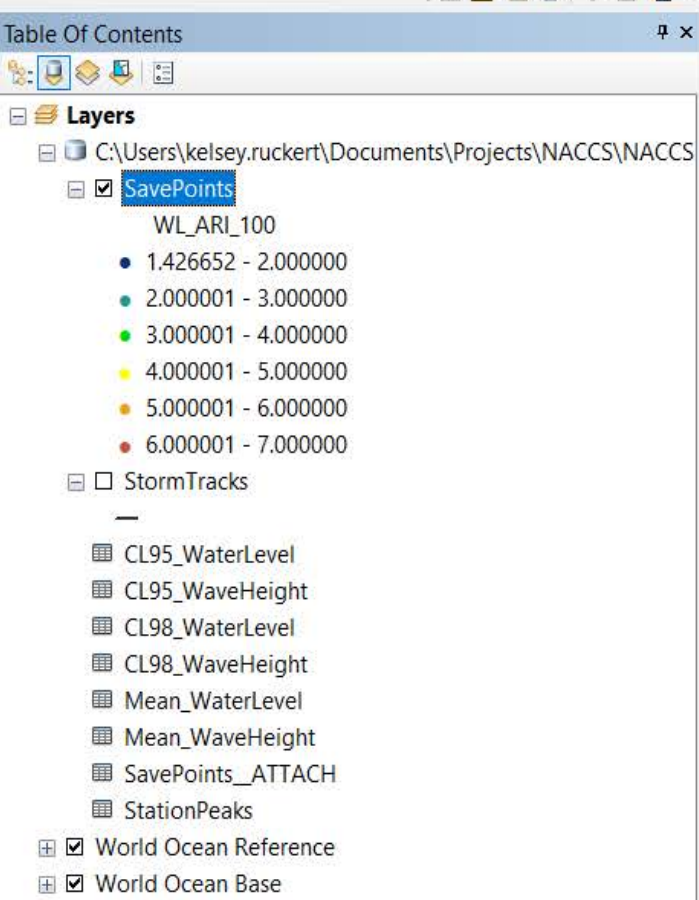 Table Of Contents
Layers
C:\Users\kelsey.ruckert\Documents\Projects\NACCS\NACCS
SavePoints
WL_ARI_100
1.426652 - 2.000000
2.000001 - 3.000000
3.000001 - 4.000000
4.000001 - 5.000000
5.000001 - 6.000000
6.000001 - 7.000000
StormTracks
CL95_WaterLevel
CL95_WaveHeight
CL98_WaterLevel
CL98_WaveHeight
Mean_WaterLevel
Mean_WaveHeight
SavePoints__ATTACH
StationPeaks
World Ocean Reference
World Ocean Base